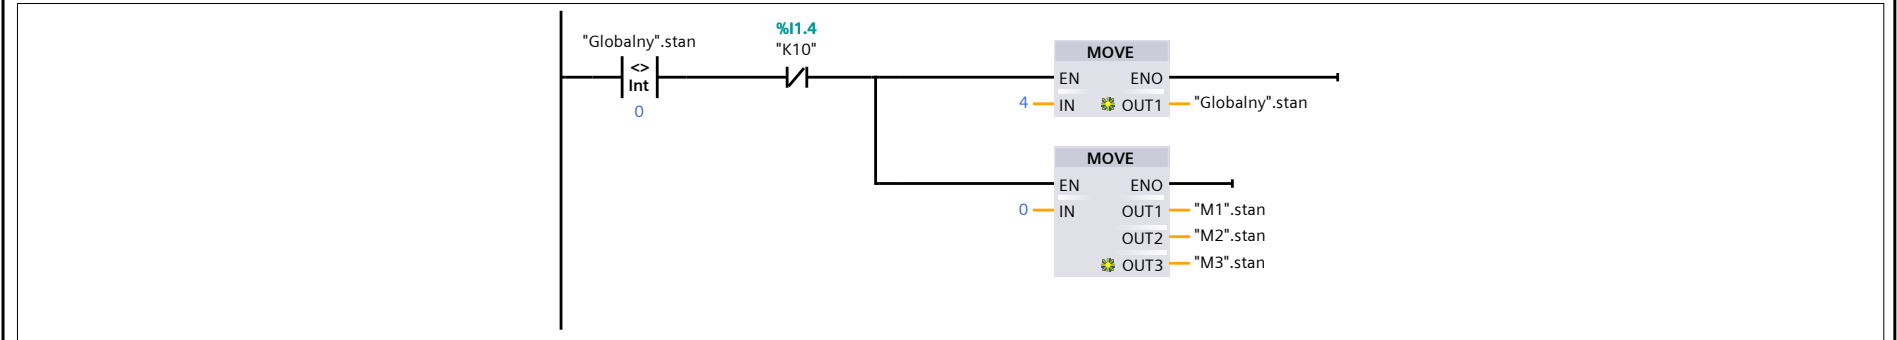 %I1.4
"Globalny".stan
"K10"
<>
Int
0
MOVE
EN ENO
4 IN OUT1 "Globalny".stan
MOVE
EN ENO
0 IN OUT1 "M1".stan
OUT2 "M2".stan
OUT3 "M3".stan